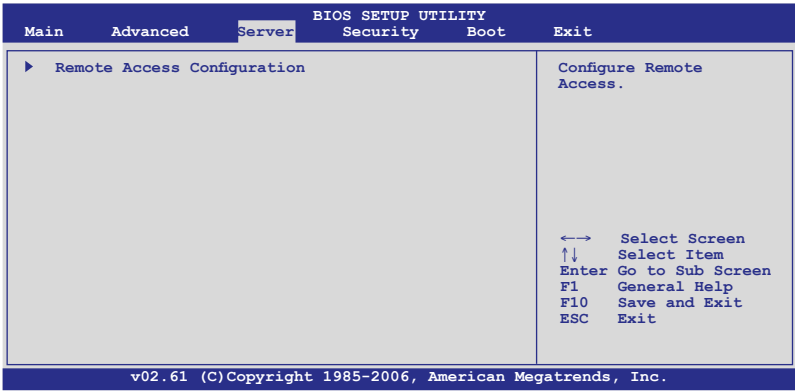 BIOS SETUP UTILITY
Main Advanced Server Security Boot Exit
Remote Access Configuration
Configure Remote
Access.
←→ Select Screen
↑↓ Select Item
Enter Go to Sub Screen
F1 General Help
F10 Save and Exit
ESC Exit
v02.61 (C)Copyright 1985-2006, American Megatrends, Inc.